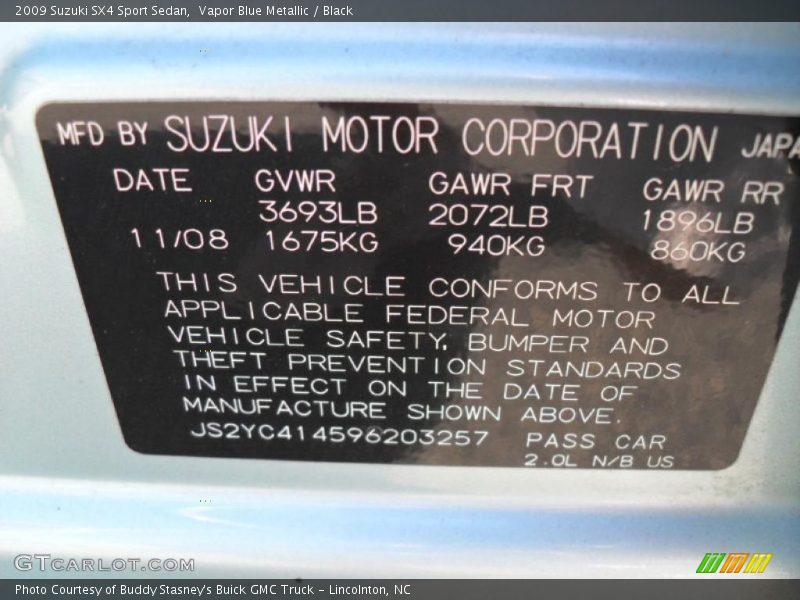 2009 Suzuki SX4 Sport Sedan, Vapor Blue Metallic / Black
MFD BY SUZUKI MOTOR CORPORATION JAPA
DATE GVWR GAWR FRT GAWR RR
3693LB 2072LB 1896LB
11/08 1675KG 940KG 860KG
THIS VEHICLE CONFORMS TO ALL
APPLICABLE FEDERAL MOTOR
VEHICLE SAFETY, BUMPER AND
THEFT PREVENTION STANDARDS
IN EFFECT ON THE DATE OF
MANUFACTURE SHOWN ABOVE.
JS2YC414596203257 PASS CAR
2.0L N/B US
GTCARLOT.COM
Photo Courtesy of Buddy Stasney's Buick GMC Truck - Lincolnton, NC